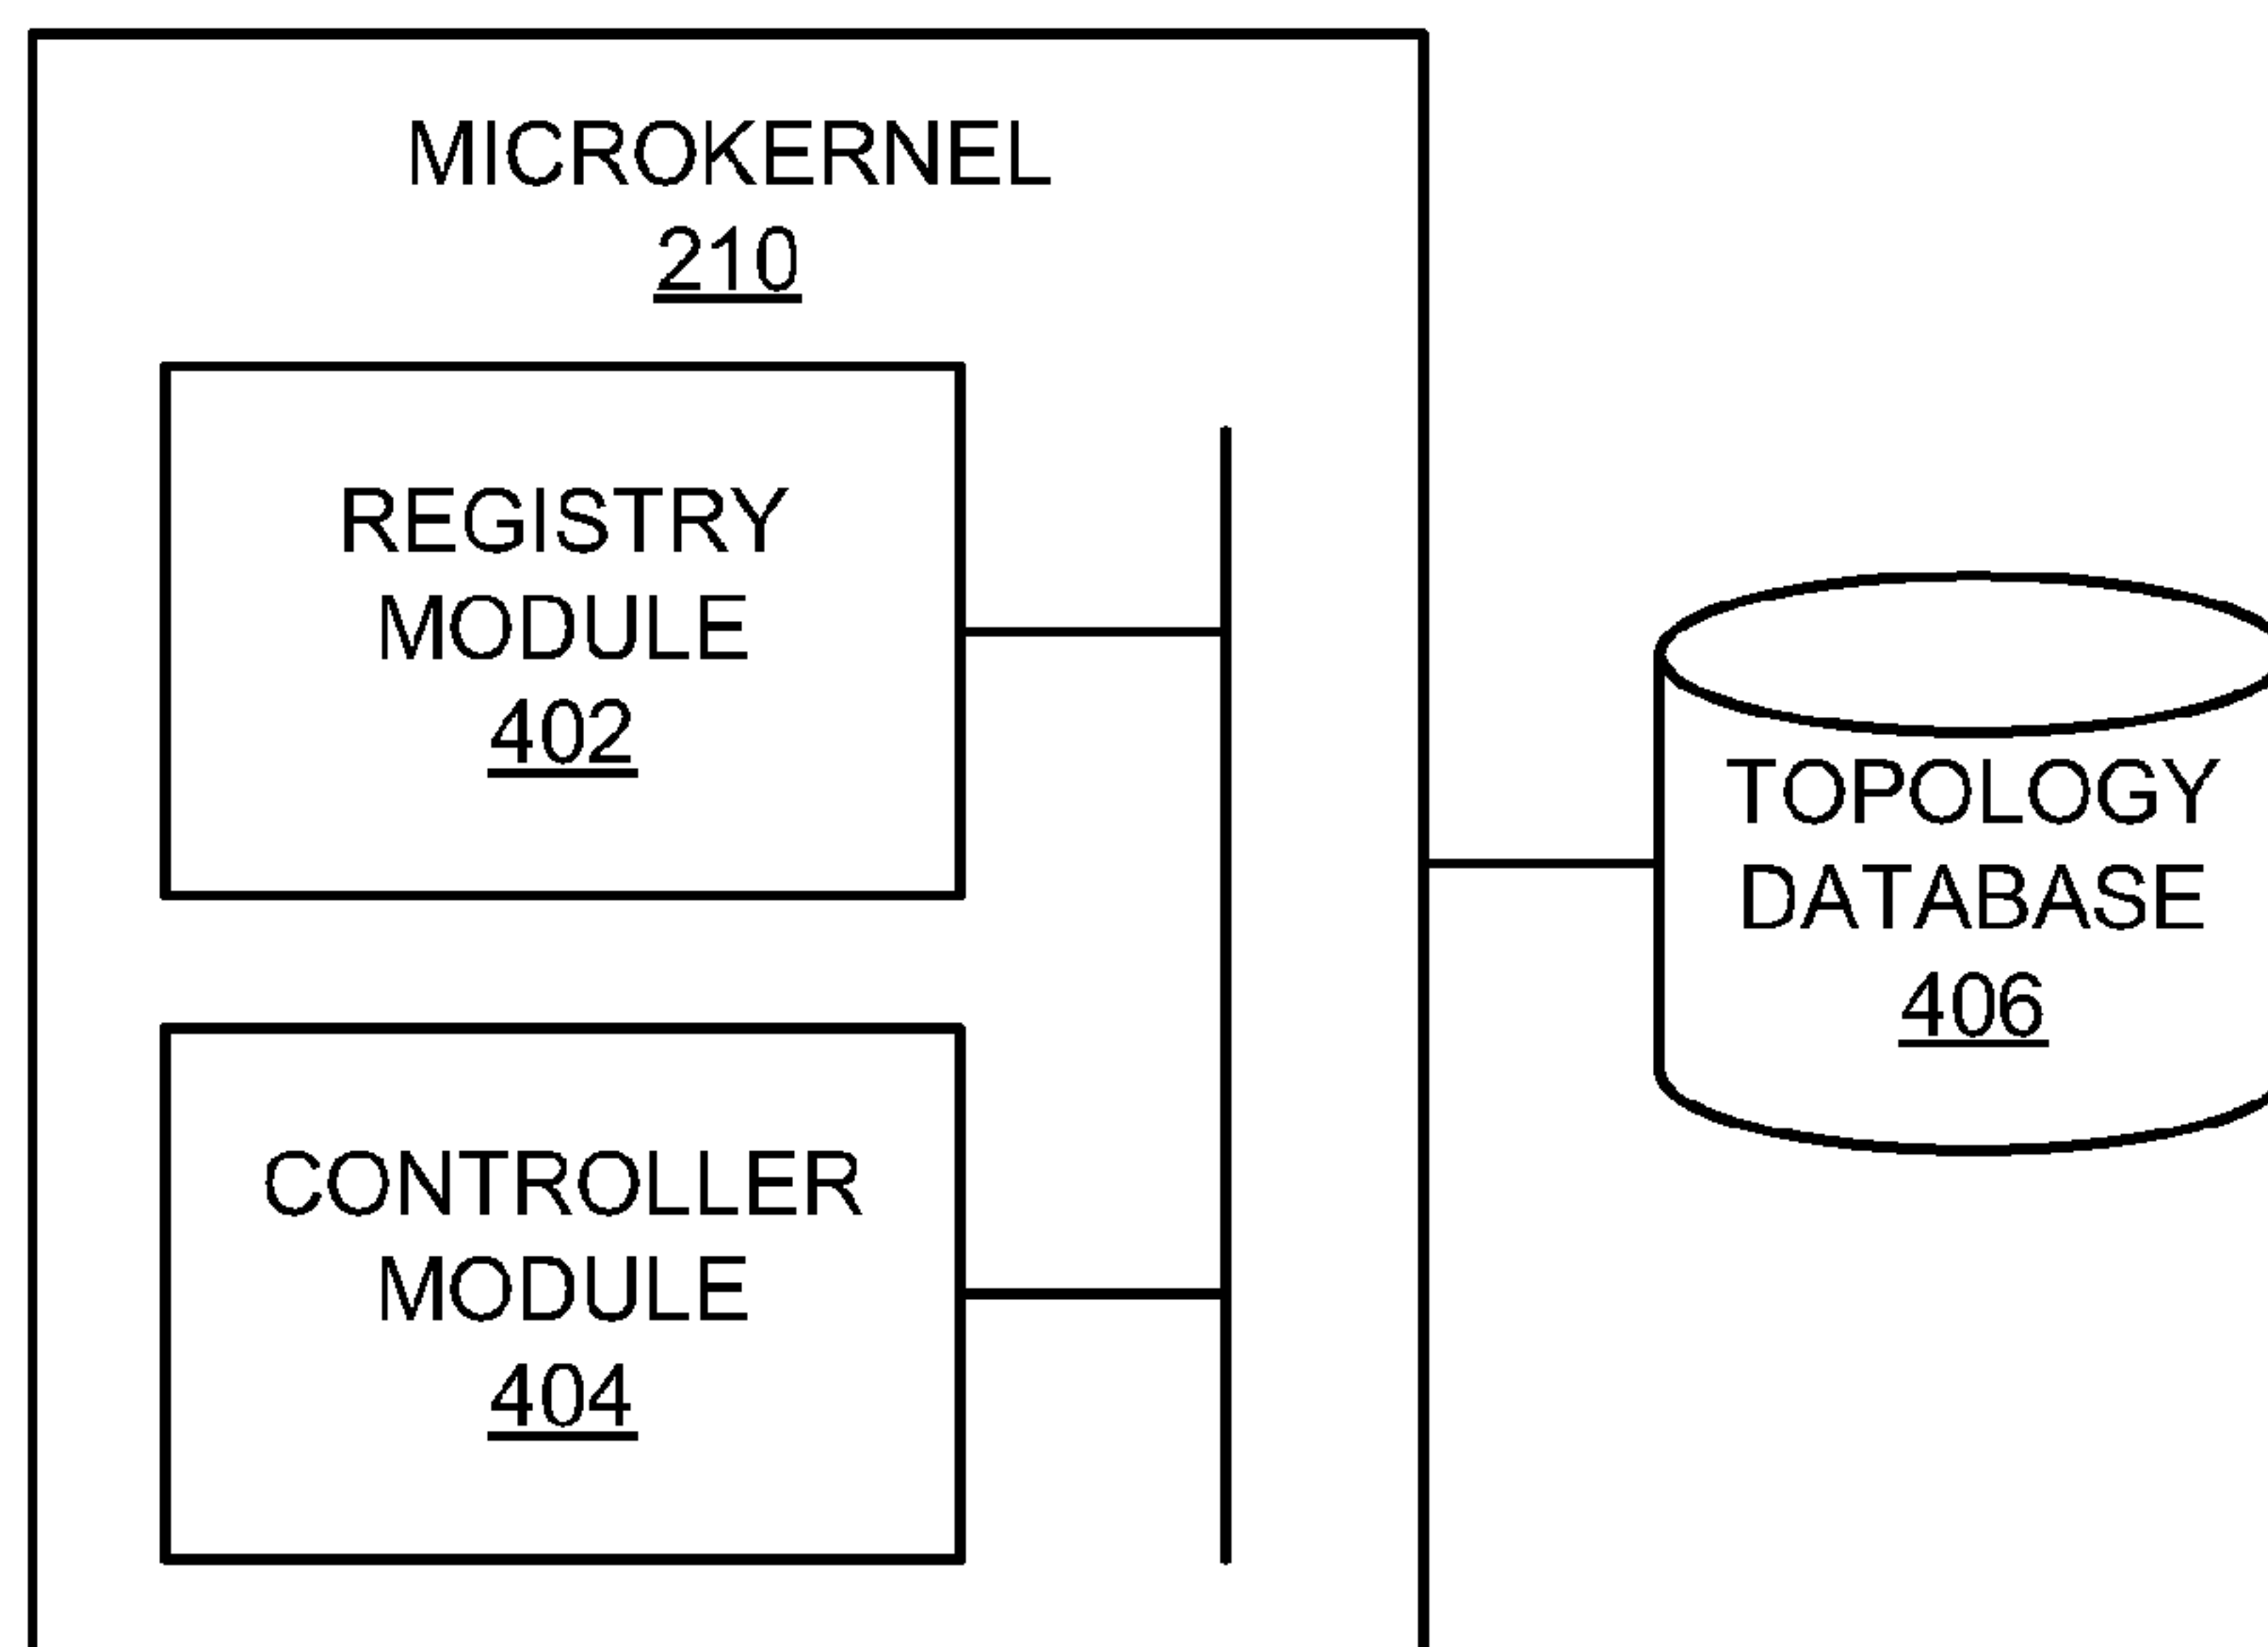 MICROKERNEL
210
REGISTRY
MODULE
402
CONTROLLER
MODULE
404
TOPOLOGY
DATABASE
406